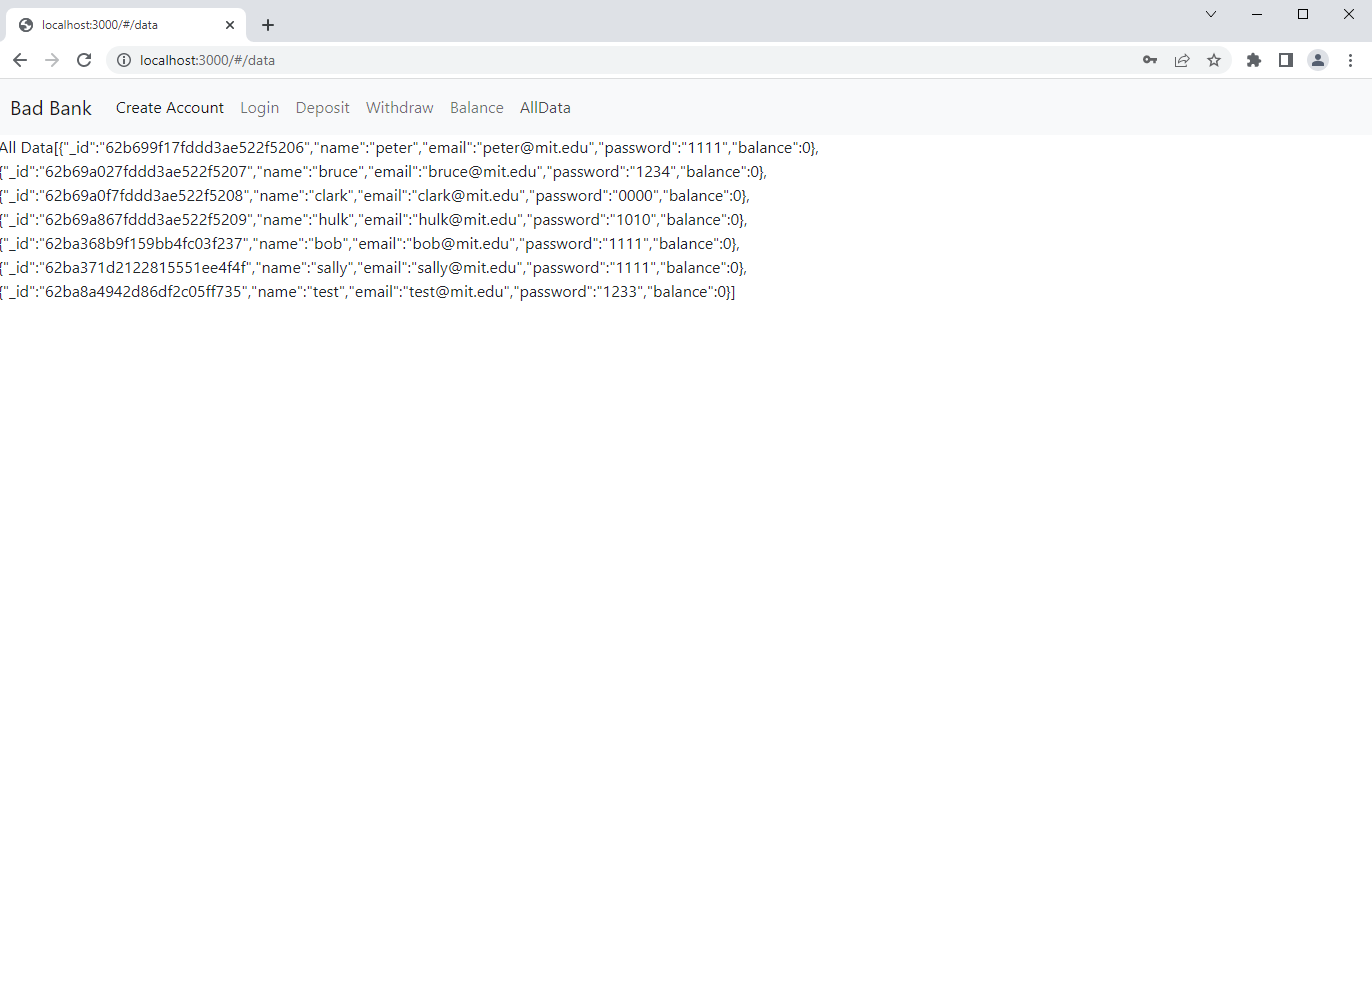 localhost:3000/#/data
localhost:3000/#/data
Bad Bank Create Account Login Deposit Withdraw Balance AllData
All Data[{"_id":"62b699f17fddd3ae522f5206","name":"peter","email":"peter@mit.edu","password":"1111","balance":0},
{"_id":"62b69a027fddd3ae522f5207","name":"bruce","email":"bruce@mit.edu","password":"1234","balance":0},
{"_id":"62b69a0f7fddd3ae522f5208","name":"clark","email":"clark@mit.edu","password":"0000","balance":0},
{"_id":"62b69a867fddd3ae522f5209","name":"hulk","email":"hulk@mit.edu","password":"1010","balance":0},
{"_id":"62ba368b9f159bb4fc03f237","name":"bob","email":"bob@mit.edu","password":"1111","balance":0},
{"_id":"62ba371d2122815551ee4f4f","name":"sally","email":"sally@mit.edu","password":"1111","balance":0},
{"_id":"62ba8a4942d86df2c05ff735","name":"test","email":"test@mit.edu","password":"1233","balance":0}]